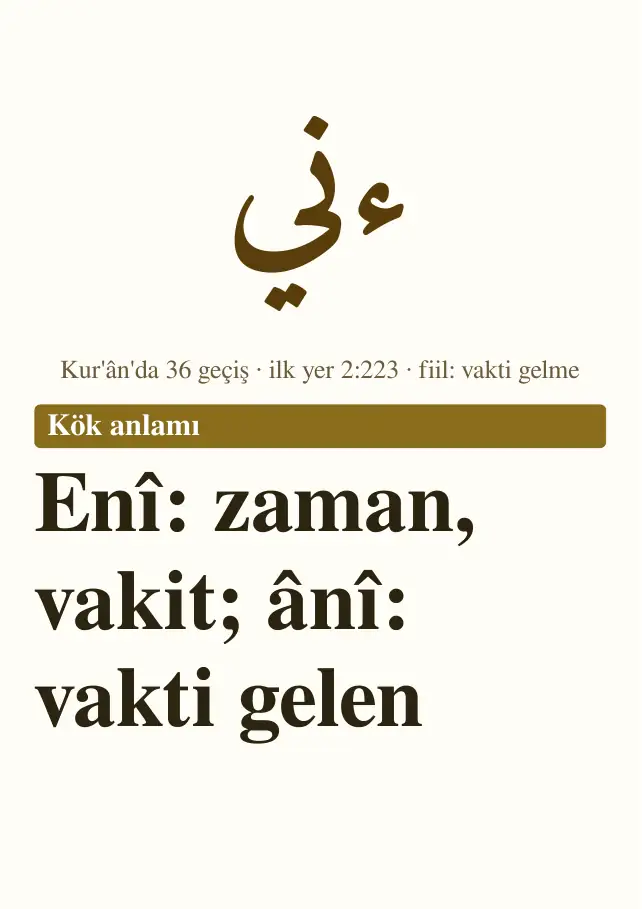 ءني
Kur'ân'da 36 geçiş · ilk yer 2:223 · fiil: vakti gelme
Kök anlamı
Enî: zaman,
vakit; ânî:
vakti gelen